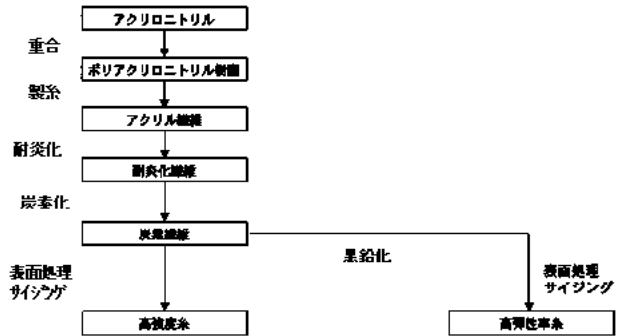 アクリロニトリル
重合
ポリアクリロニトリル樹脂
製糸
アクリル繊維
耐炎化
耐炎化繊維
炭素化
炭素繊維
黒鉛化
表面処理
サイジング
表面処理
サイジング
高強度糸
高弾性率糸